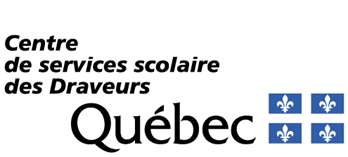 Centre
de services scolaire
des Draveurs
Québec